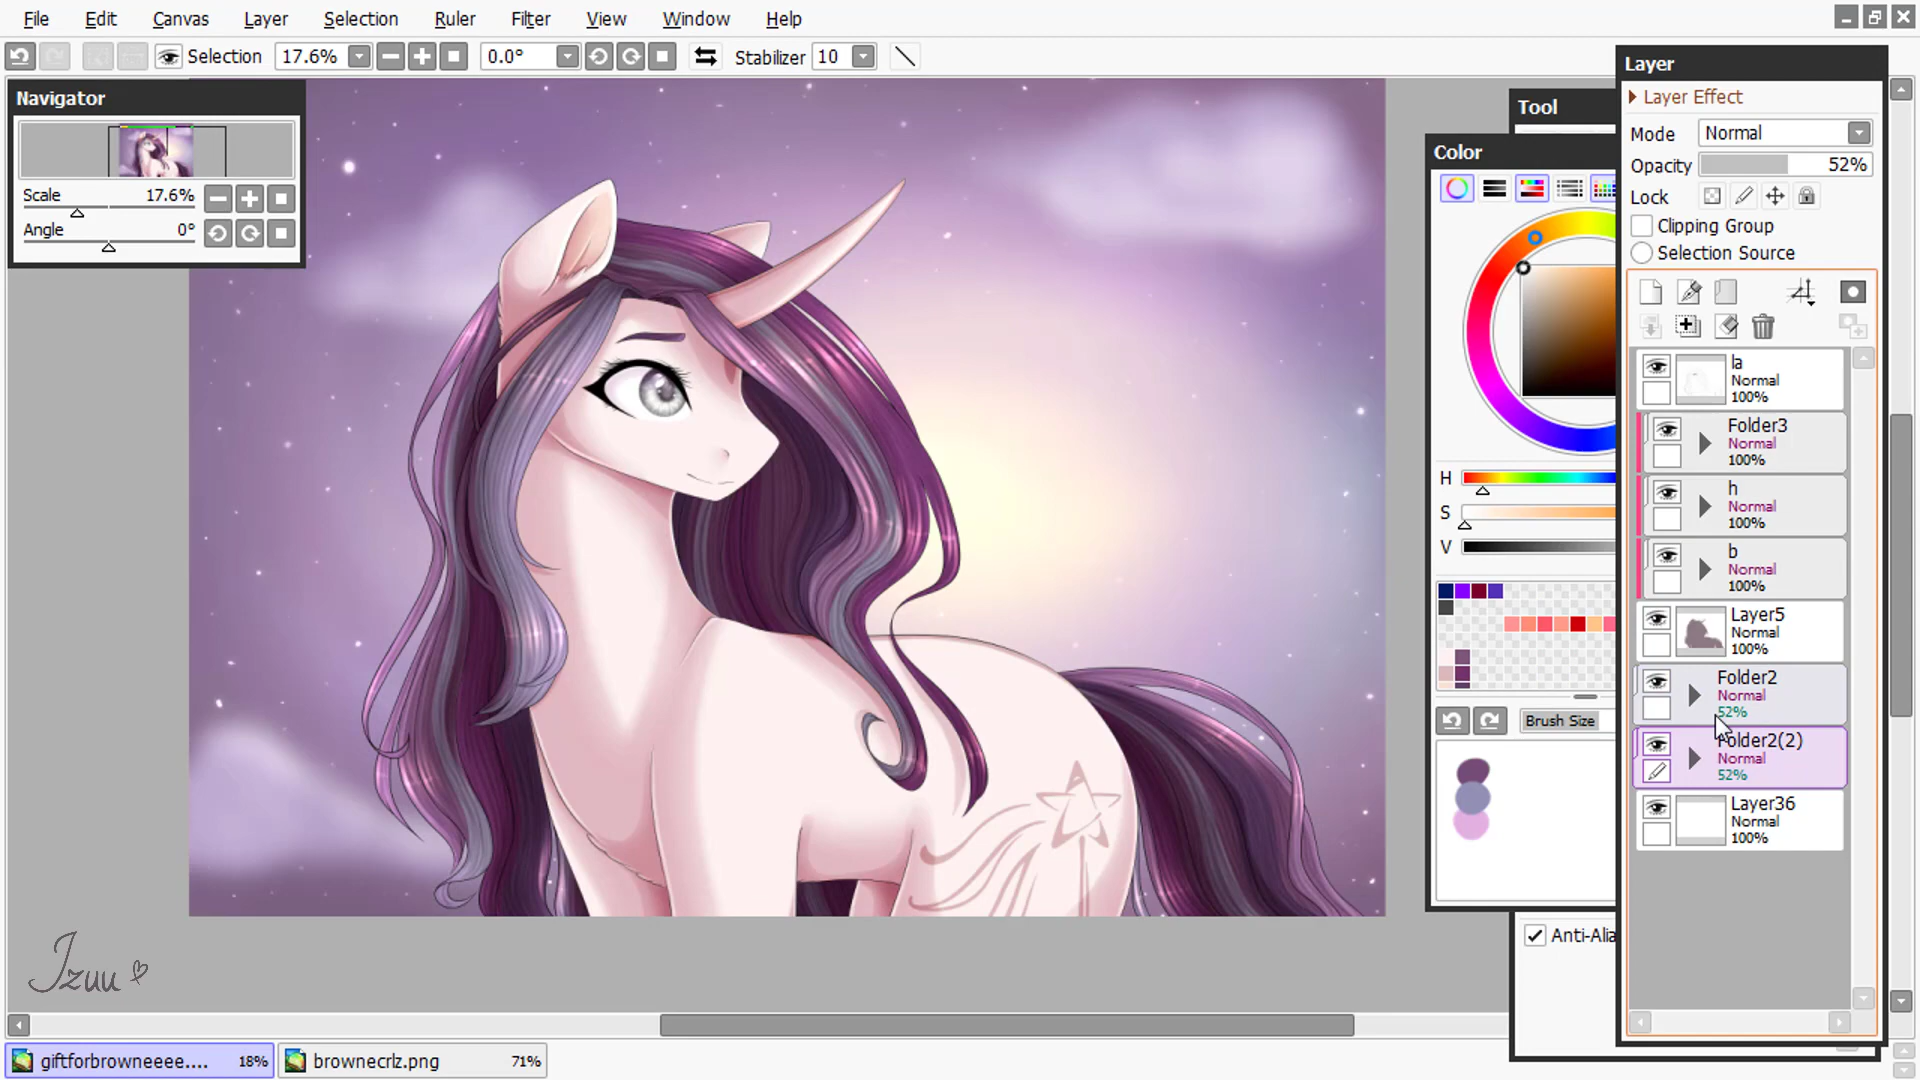 File Edit Canvas Layer Selection Ruler Filter View Window Help
Selection 17.6% 0.0° Stabilizer 10
Navigator
Scale 17.6%
Angle 0°
Tool
Color
H
S
V
Brush Size
Anti-Alia
Layer
Layer Effect
Mode Normal
Opacity 52%
Lock
Clipping Group
Selection Source
la
Normal
100%
Folder3
Normal
100%
h
Normal
100%
b
Normal
100%
Layer5
Normal
100%
Folder2
Normal
52%
Folder2(2)
Normal
52%
Layer36
Normal
100%
Izuu
giftforbrowneeee.... 18% brownecrlz.png 71%